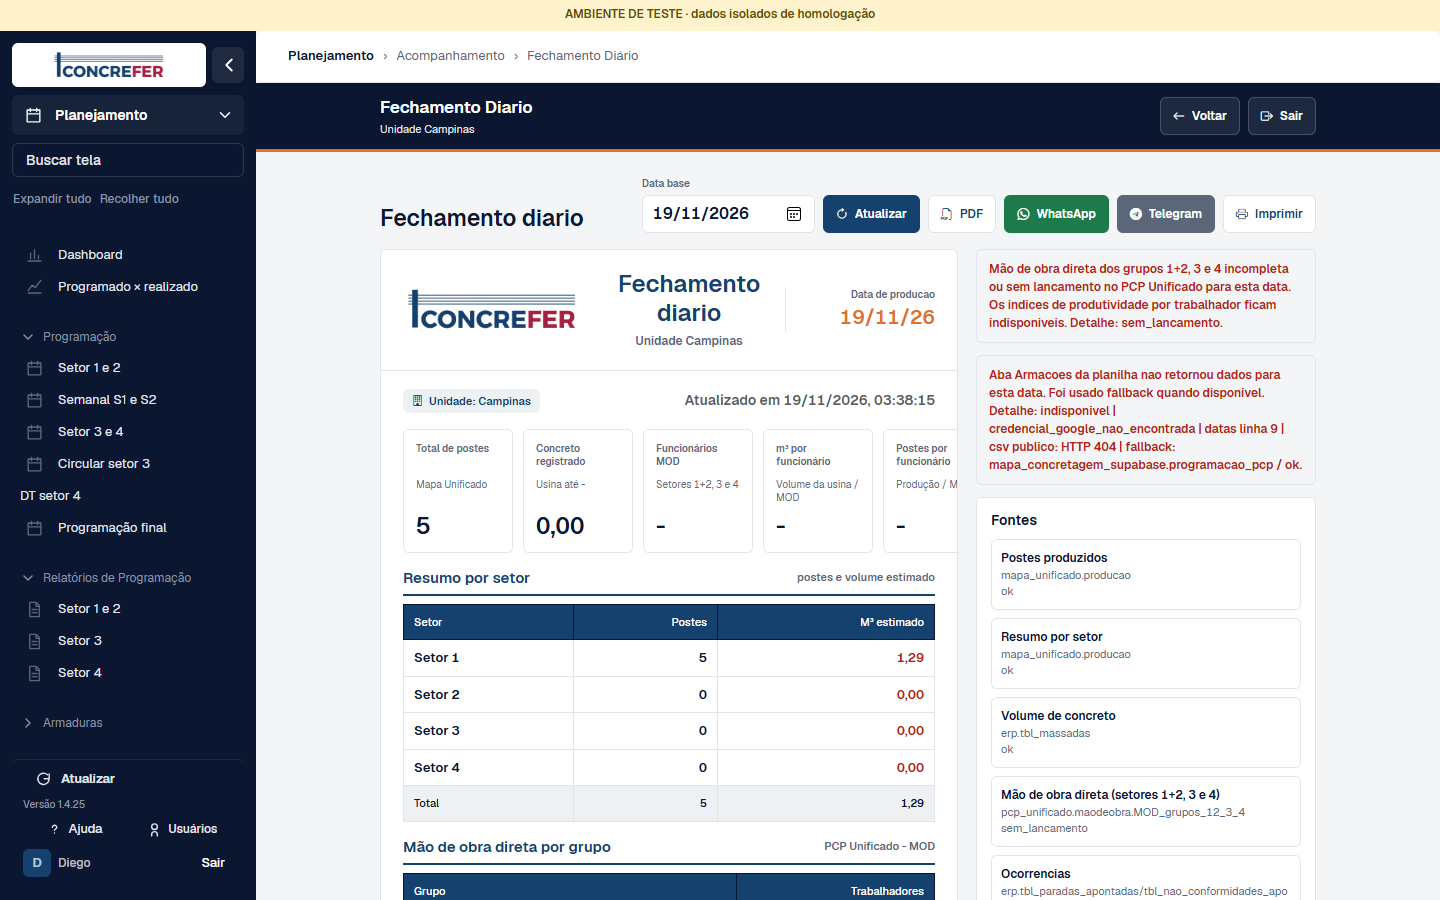 AMBIENTE DE TESTE · dados isolados de homologação
CONCREFER
Planejamento
Buscar tela
Expandir tudo Recolher tudo
Dashboard
Programado × realizado
Programação
Setor 1 e 2
Semanal S1 e S2
Setor 3 e 4
Circular setor 3
DT setor 4
Programação final
Relatórios de Programação
Setor 1 e 2
Setor 3
Setor 4
Armaduras
Atualizar
Versão 1.4.25
? Ajuda
Usuários
D Diego
Sair
Planejamento › Acompanhamento › Fechamento Diário
Fechamento Diario
Unidade Campinas
Voltar
Sair
Fechamento diario
Data base
19/11/2026
Atualizar
PDF
WhatsApp
Telegram
Imprimir
CONCREFER
Fechamento
diario
Unidade Campinas
Data de producao
19/11/26
Unidade: Campinas
Atualizado em 19/11/2026, 03:38:15
Total de postes
Mapa Unificado
5
Concreto
registrado
Usina até -
0,00
Funcionários
MOD
Setores 1+2, 3 e 4
-
m³ por
funcionário
Volume da usina /
MOD
-
Postes por
funcionário
Produção / M
-
Resumo por setor
postes e volume estimado
Setor Postes M³ estimado
Setor 1 5 1,29
Setor 2 0 0,00
Setor 3 0 0,00
Setor 4 0 0,00
Total 5 1,29
Mão de obra direta por grupo
PCP Unificado - MOD
Grupo Trabalhadores
Mão de obra direta dos grupos 1+2, 3 e 4 incompleta
ou sem lancamento no PCP Unificado para esta data.
Os indices de produtividade por trabalhador ficam
indisponiveis. Detalhe: sem_lancamento.
Aba Armacoes da planilha nao retornou dados para
esta data. Foi usado fallback quando disponivel.
Detalhe: indisponivel |
credencial_google_nao_encontrada | datas linha 9 |
csv publico: HTTP 404 | fallback:
mapa_concretagem_supabase.programacao_pcp / ok.
Fontes
Postes produzidos
mapa_unificado.producao
ok
Resumo por setor
mapa_unificado.producao
ok
Volume de concreto
erp.tbl_massadas
ok
Mão de obra direta (setores 1+2, 3 e 4)
pcp_unificado.maodeobra.MOD_grupos_12_3_4
sem_lancamento
Ocorrencias
erp.tbl_paradas_apontadas/tbl_nao_conformidades_apo